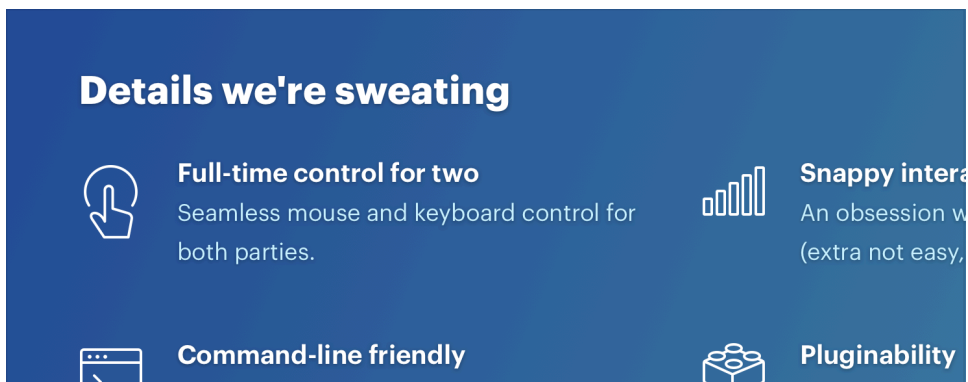 Details we're sweating
Full-time control for two
Seamless mouse and keyboard control for
both parties.
Snappy
An obsession
(extra not easy,
Command-line friendly
Pluginability